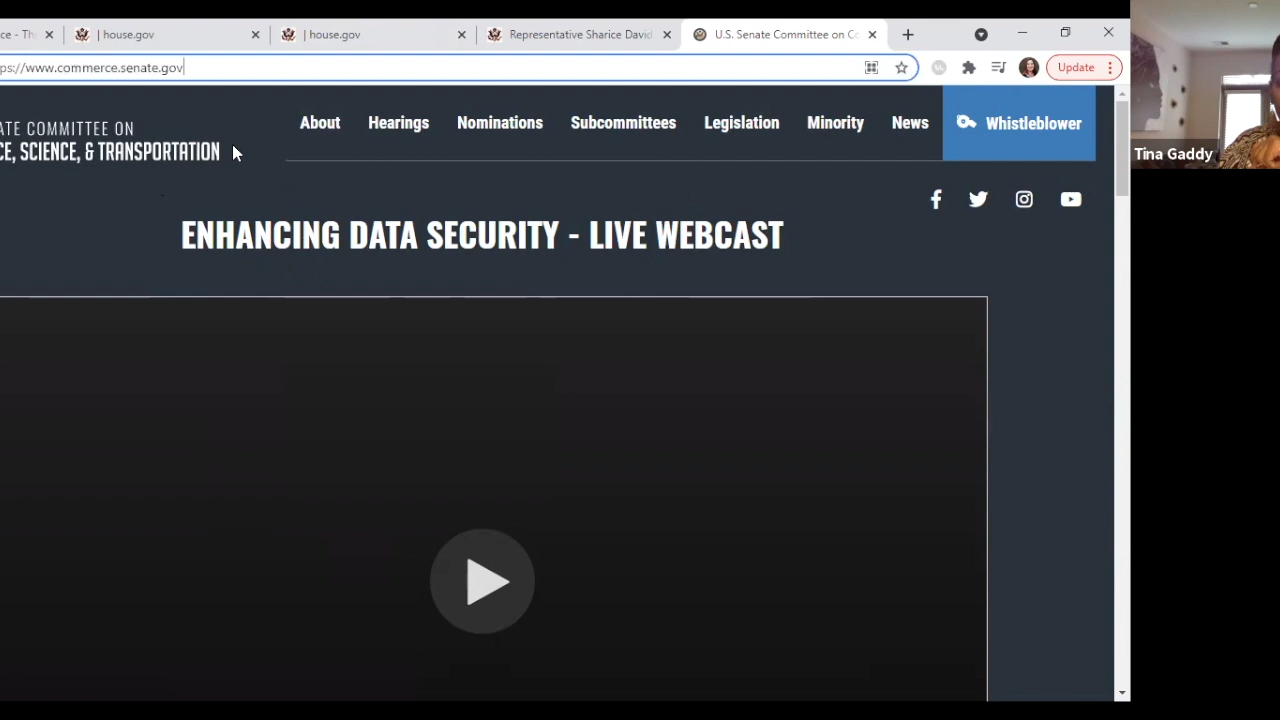 ce - Th
| house.gov
| house.gov
Representative Sharice David
U.S. Senate Committee on Co
ps://www.commerce.senate.gov
Update
ATE COMMITTEE ON
CE, SCIENCE, & TRANSPORTATION
About
Hearings
Nominations
Subcommittees
Legislation
Minority
News
Whistleblower
Tina Gaddy
ENHANCING DATA SECURITY - LIVE WEBCAST